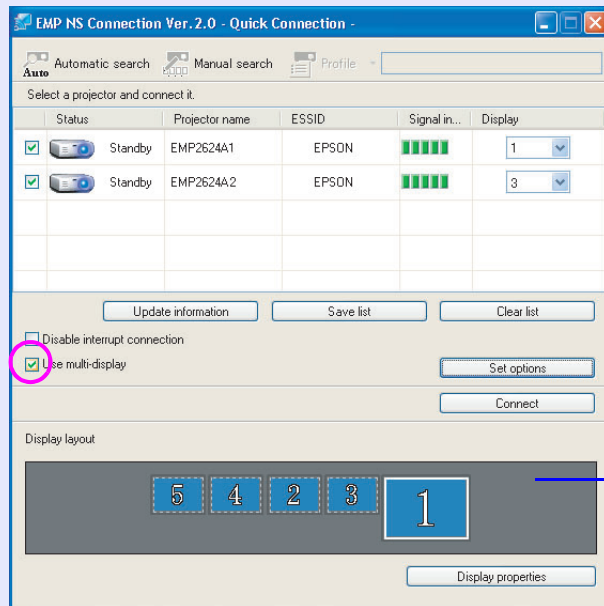 EMP NS Connection Ver.2.0 - Quick Connection -
Auto Automatic search Manual search Profile
Select a projector and connect it.
Status Projector name ESSID Signal in... Display
Standby EMP2624A1 EPSON 1
Standby EMP2624A2 EPSON 3
Update information Save list Clear list
Disable interrupt connection
Use multi-display Set options
Connect
Display layout
5 4 2 3 1
Display properties